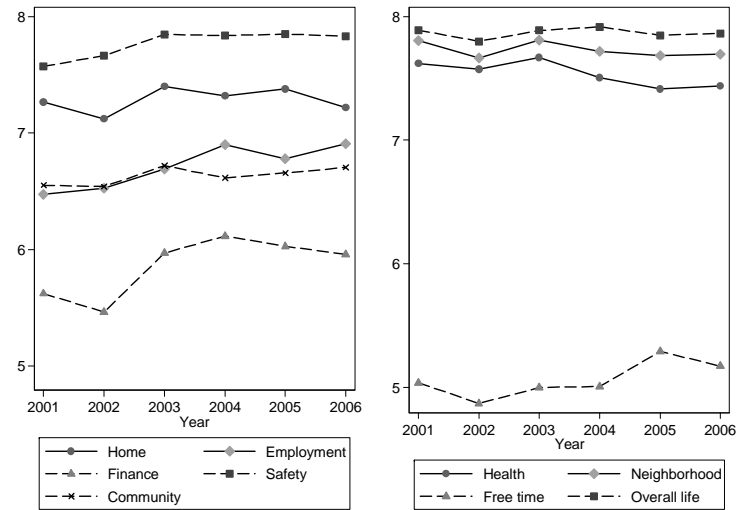 8
7
6
5
2001 2002 2003 2004 2005 2006
Year
Home Employment
Finance Safety
Community
8
7
6
5
2001 2002 2003 2004 2005 2006
Year
Health Neighborhood
Free time Overall life